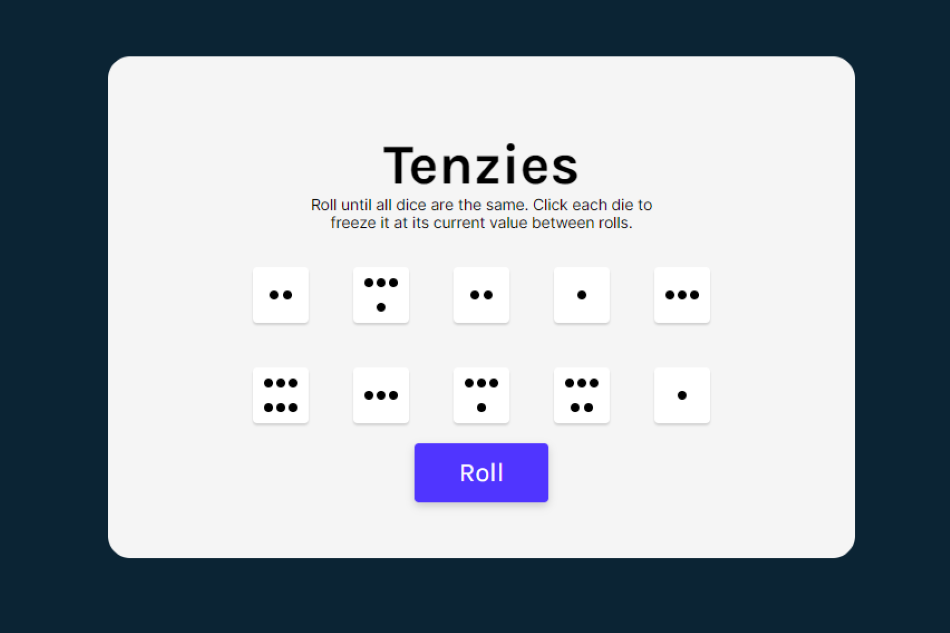 Tenzies
Roll until all dice are the same. Click each die to
freeze it at its current value between rolls.
Roll